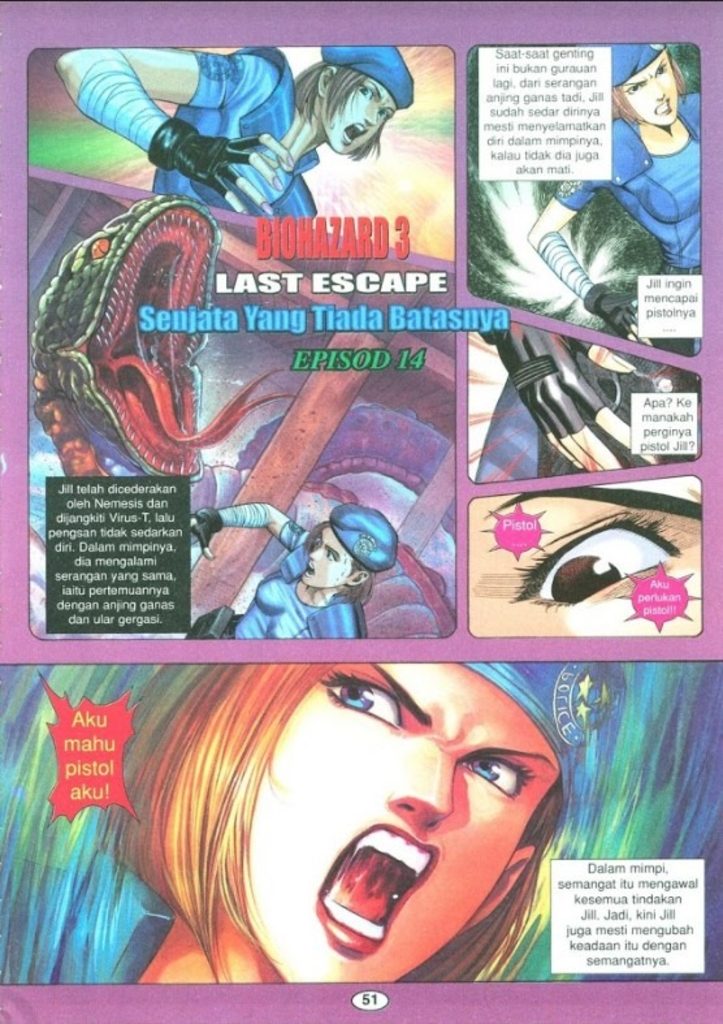 BIOHAZARD 3
LAST ESCAPE
Senjata Yang Tiada Batasnya
EPISOD 14
Jill telah dicederakan
oleh Nemesis dan
dijangkiti Virus-T, lalu
pengsan tidak sedarkan
diri. Dalam mimpinya,
dia mengalami
serangan yang sama,
iaitu pertemuannya
dengan anjing ganas
dan ular gergasi.
Saat-saat genting
ini bukan gurauan
lagi, dari serangan
anjing ganas tadi, Jill
sudah sedar dirinya
mesti menyelamatkan
diri dalam mimpinya,
kalau tidak dia juga
akan mati.
Jill ingin
mencapai
pistolnya
....
Apa? Ke
manakah
perginya
pistol Jill?
Pistol
....
Aku
perlukan
pistol!!
Aku
mahu
pistol
aku!
POLICE
Dalam mimpi,
semangat itu mengawal
kesemua tindakan
Jill. Jadi, kini Jill
juga mesti mengubah
keadaan itu dengan
semangatnya.
51